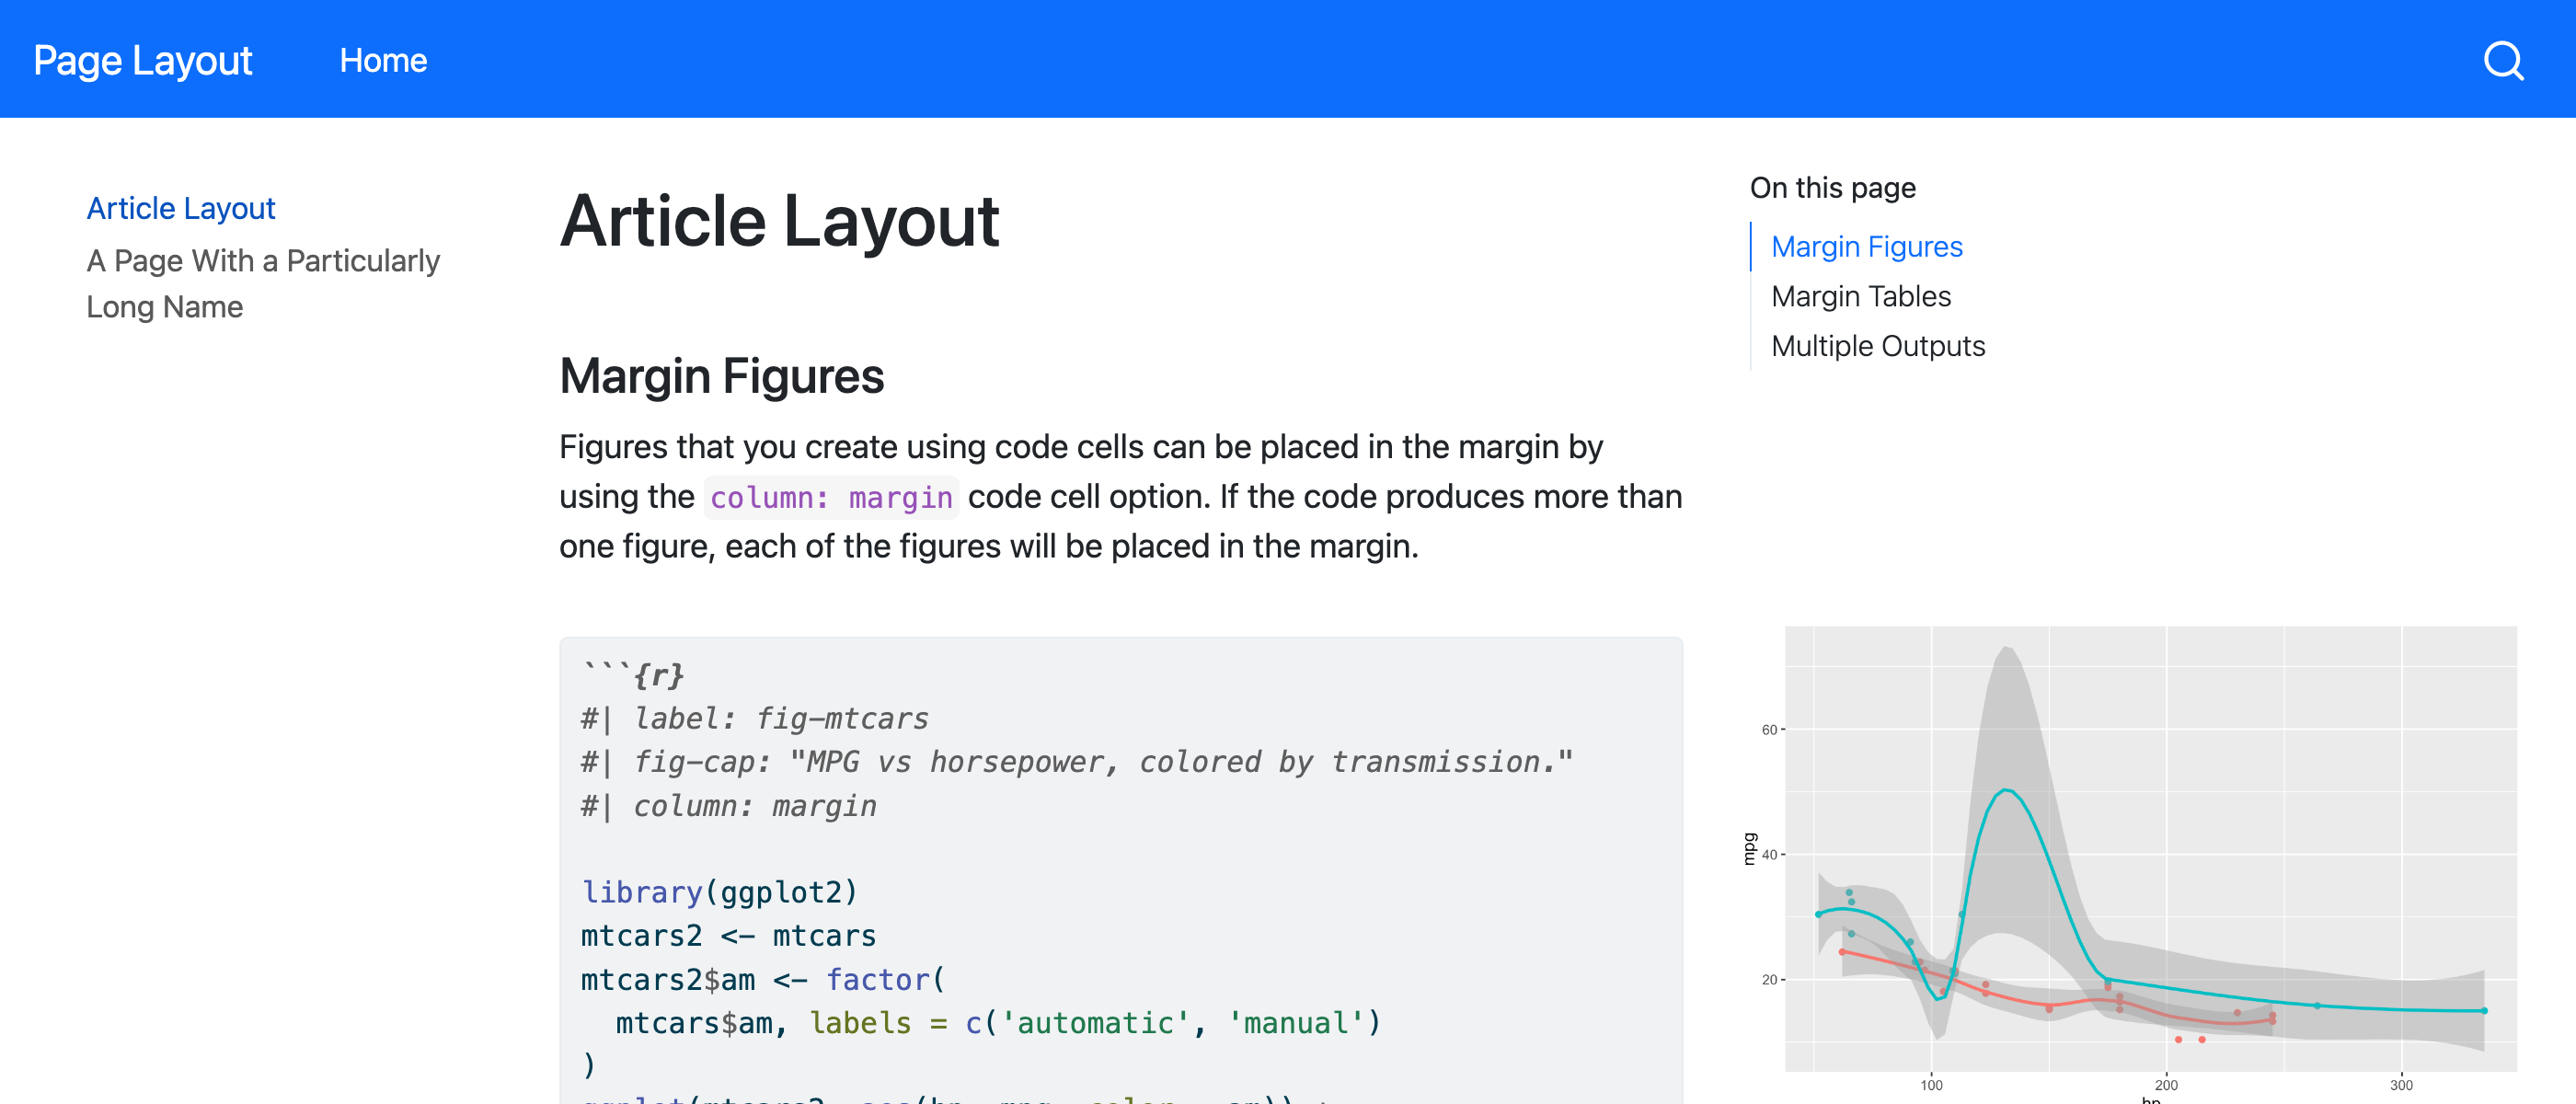 Page Layout
Home
Article Layout
A Page With a Particularly
Long Name
Article Layout
Margin Figures
Figures that you create using code cells can be placed in the margin by
using the column: margin code cell option. If the code produces more than
one figure, each of the figures will be placed in the margin.
```{r}
#| label: fig-mtcars
#| fig-cap: "MPG vs horsepower, colored by transmission."
#| column: margin
library(ggplot2)
mtcars2 <- mtcars
mtcars2$am <- factor(
  mtcars$am, labels = c('automatic', 'manual')
)
On this page
Margin Figures
Margin Tables
Multiple Outputs
mpg
60
40
20
100
200
300